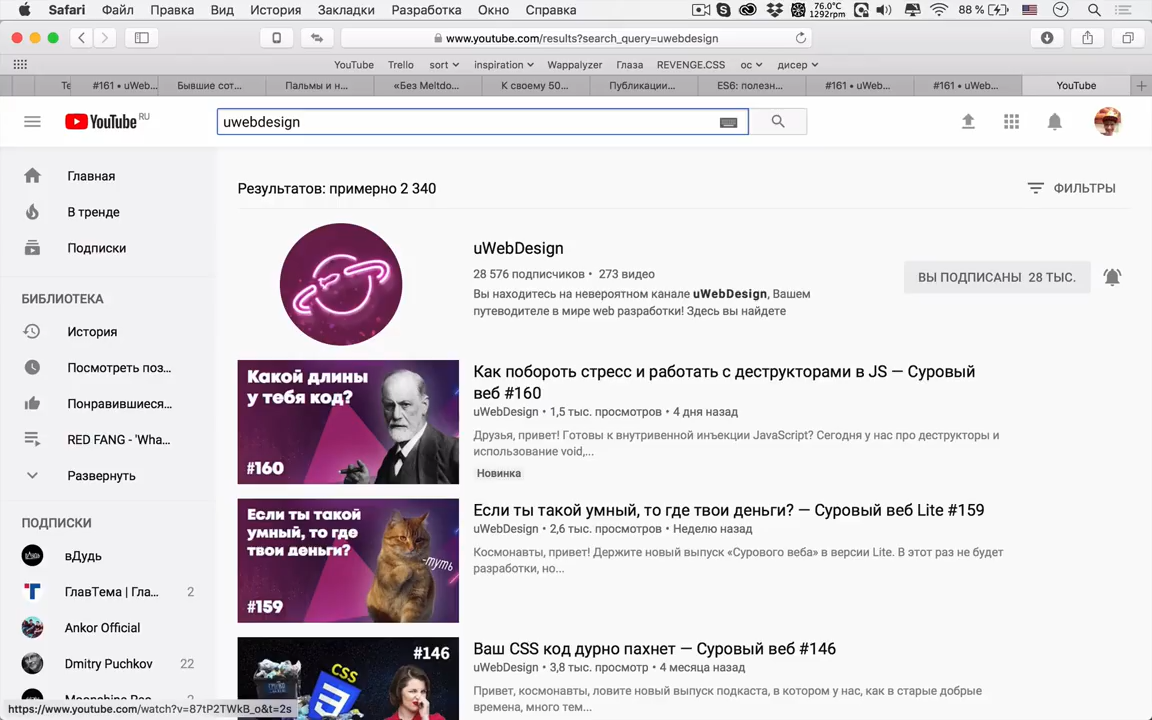 Safari Файл Правка Вид История Закладки Разработка Окно Справка 76.0°C 1292rpm 88 %
www.youtube.com/results?search_query=uwebdesign
YouTube Trello sort inspiration Wappalyzer Глаза REVENGE.CSS ос дисер
Те #161 • uWeb... Бывшие сот... Пальмы и н... «Без Meltdo... К своему 50... Публикации... ES6: полезн... #161 • uWeb... #161 • uWeb... YouTube
YouTube RU
uwebdesign
Главная
В тренде
Подписки
БИБЛИОТЕКА
История
Посмотреть поз...
Понравившиеся...
RED FANG - 'Wha...
Развернуть
ПОДПИСКИ
вДудь
ГлавТема | Гла... 2
Ankor Official
Dmitry Puchkov 22
https://www.youtube.com/watch?v=87tP2TWkB_o&t=2s
Результатов: примерно 2 340
ФИЛЬТРЫ
uWebDesign
28 576 подписчиков • 273 видео
Вы находитесь на невероятном канале uWebDesign, Вашем
путеводителе в мире web разработки! Здесь вы найдете
ВЫ ПОДПИСАНЫ 28 ТЫС.
Какой длины
у тебя код?
#160
Как побороть стресс и работать с деструкторами в JS — Суровый
веб #160
uWebDesign • 1,5 тыс. просмотров • 4 дня назад
Друзья, привет! Готовы к внутривенной инъекции JavaScript? Сегодня у нас про деструкторы и
использование void,...
Новинка
Если ты такой
умный, то где
твои деньги?
-муть
#159
Если ты такой умный, то где твои деньги? — Суровый веб Lite #159
uWebDesign • 2,6 тыс. просмотров • Неделю назад
Космонавты, привет! Держите новый выпуск «Сурового веба» в версии Lite. В этот раз не будет
разработки, но...
#146
CSS
3
Ваш CSS код дурно пахнет — Суровый веб #146
uWebDesign • 3,8 тыс. просмотр • 4 месяца назад
Привет, космонавты, ловите новый выпуск подкаста, в котором у нас, как в старые добрые
времена, много тем...